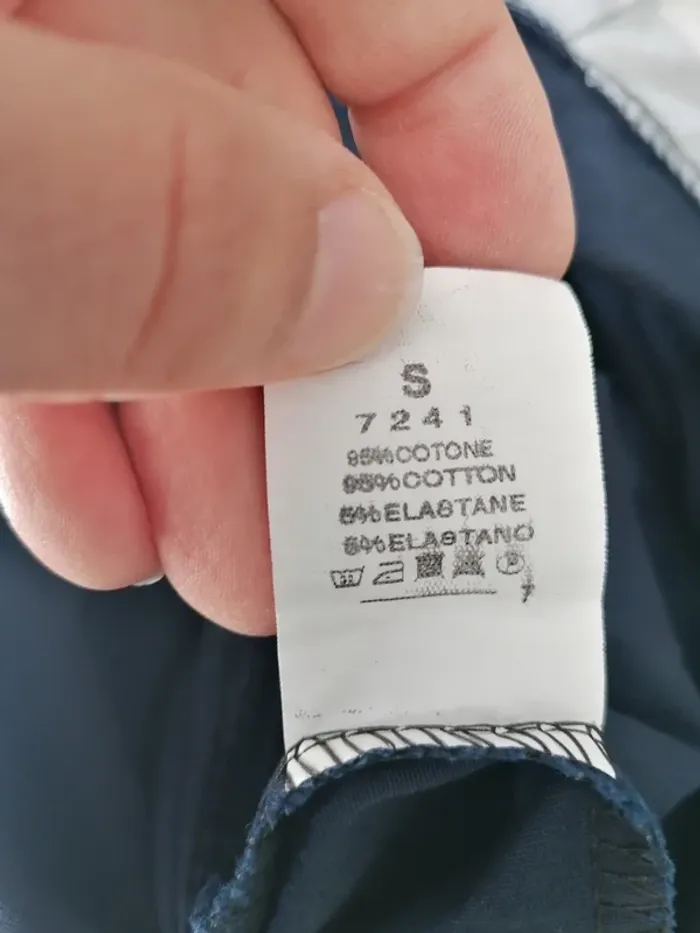 S
7241
95%COTONE
95%COTTON
5%ELASTANE
5%ELASTANO
P